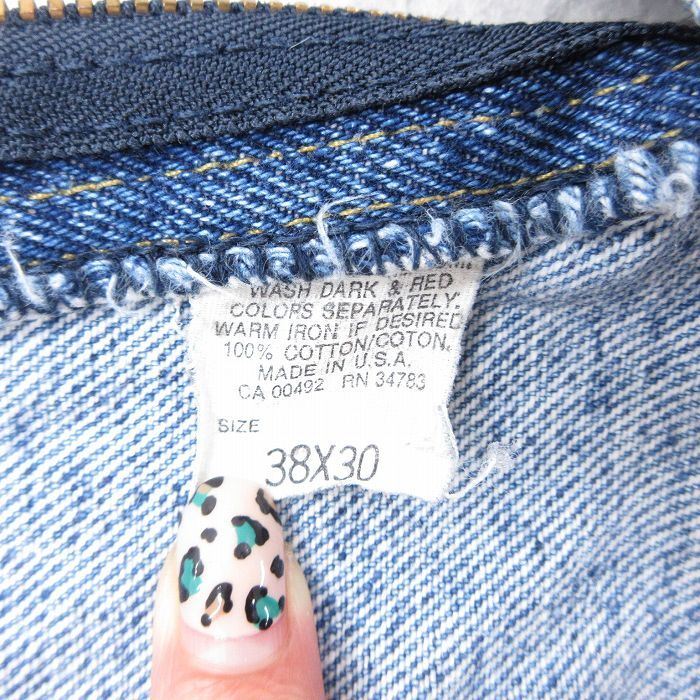 WASH DARK & RED
COLORS SEPARATELY.
WARM IRON IF DESIRED
100% COTTON/COTON.
MADE IN U.S.A.
CA 00492 RN 34783
SIZE
38X30